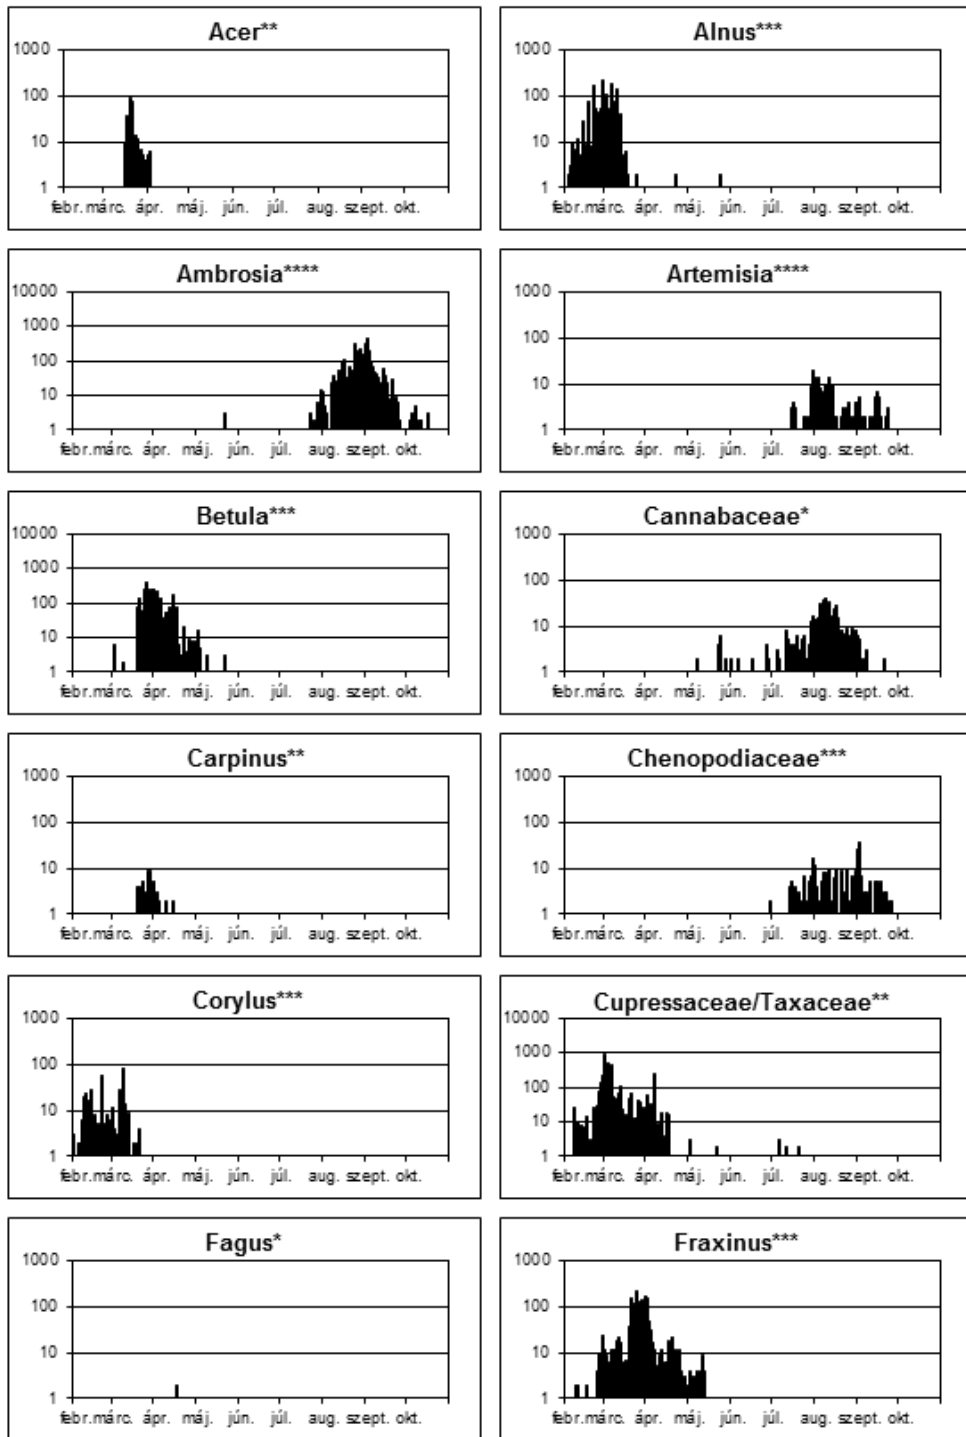 Acer**
1000
100
10
1
febr. márc. ápr. máj. jún. júl. aug. szept. okt.
Alnus***
1000
100
10
1
febr. márc. ápr. máj. jún. júl. aug. szept. okt.
Ambrosia****
10000
1000
100
10
1
febr. márc. ápr. máj. jún. júl. aug. szept. okt.
Artemisia****
1000
100
10
1
febr. márc. ápr. máj. jún. júl. aug. szept. okt.
Betula***
10000
1000
100
10
1
febr. márc. ápr. máj. jún. júl. aug. szept. okt.
Cannabaceae*
1000
100
10
1
febr. márc. ápr. máj. jún. júl. aug. szept. okt.
Carpinus**
1000
100
10
1
febr. márc. ápr. máj. jún. júl. aug. szept. okt.
Chenopodiaceae***
1000
100
10
1
febr. márc. ápr. máj. jún. júl. aug. szept. okt.
Corylus***
1000
100
10
1
febr. márc. ápr. máj. jún. júl. aug. szept. okt.
Cupressaceae/Taxaceae**
10000
1000
100
10
1
febr. márc. ápr. máj. jún. júl. aug. szept. okt.
Fagus*
1000
100
10
1
febr. márc. ápr. máj. jún. júl. aug. szept. okt.
Fraxinus***
1000
100
10
1
febr. márc. ápr. máj. jún. júl. aug. szept. okt.